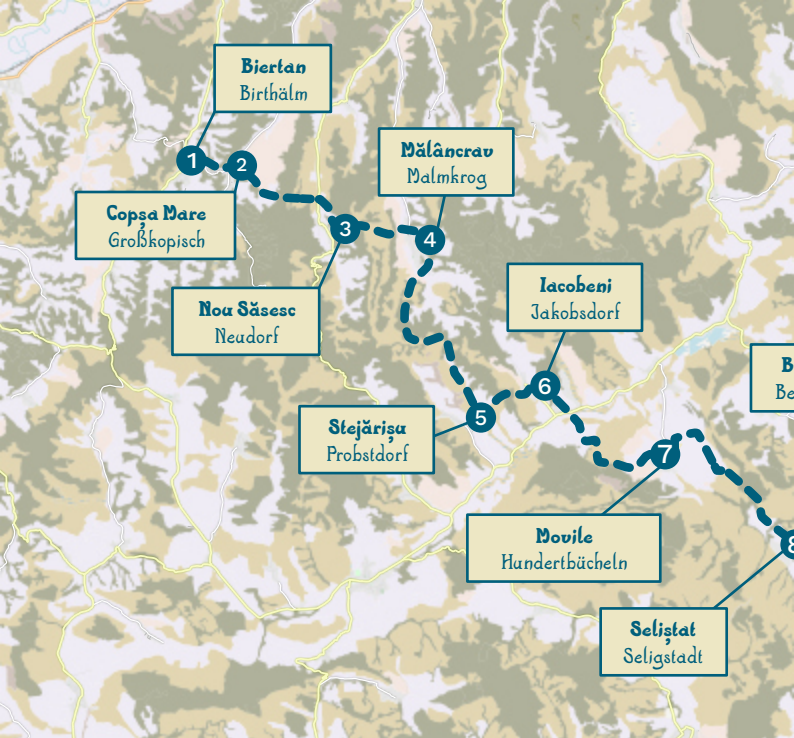 Biertan
Birthälm
1
2
Mălâncrav
Malmkrog
Copșa Mare
Großkopisch
3
4
Nou Săsesc
Neudorf
Iacobeni
Jakobsdorf
B
Be
6
5
Stejărișu
Probstdorf
7
Movile
Hundertbücheln
8
Seliștat
Seligstadt